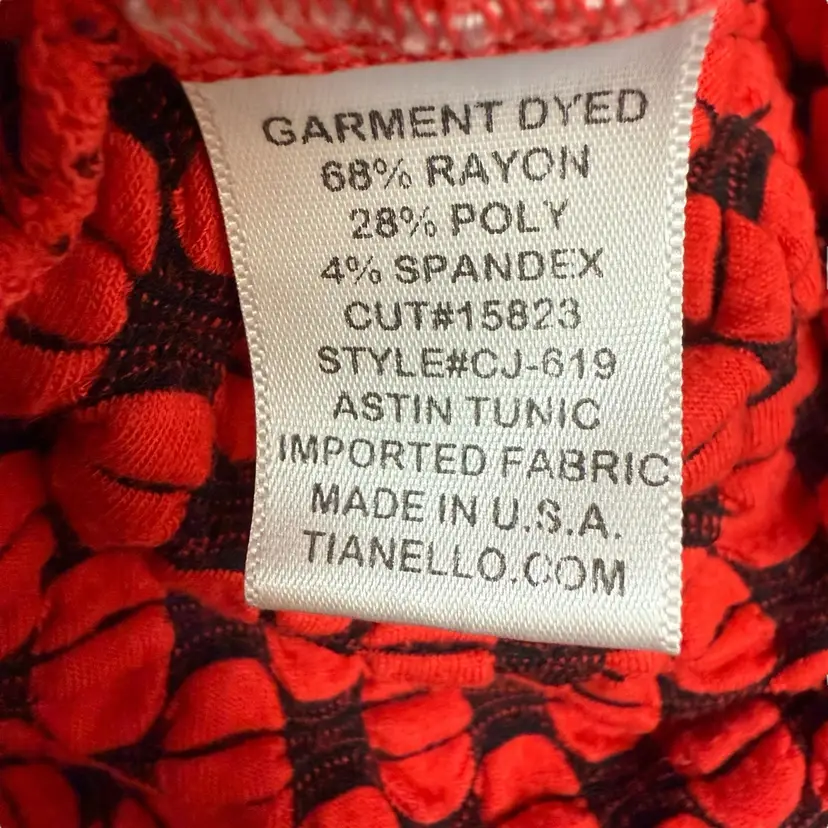 GARMENT DYED
68% RAYON
28% POLY
4% SPANDEX
CUT#15823
STYLE#CJ-619
ASTIN TUNIC
IMPORTED FABRIC
MADE IN U.S.A.
TIANELLO.COM